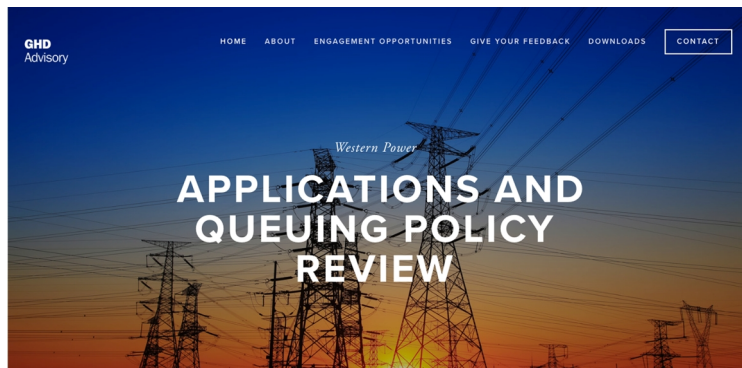 GHD
Advisory
HOME ABOUT ENGAGEMENT OPPORTUNITIES GIVE YOUR FEEDBACK DOWNLOADS CONTACT
Western Power
APPLICATIONS AND
QUEUING POLICY
REVIEW